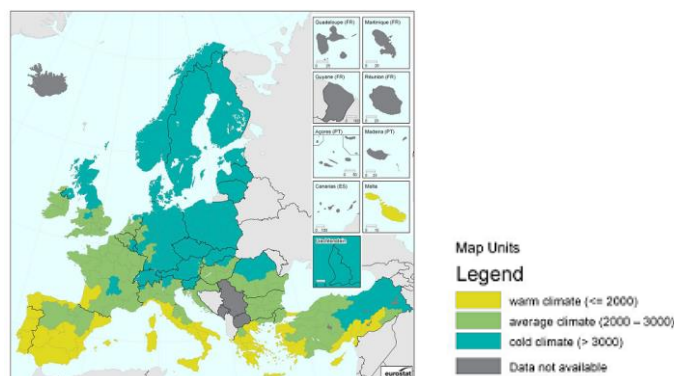 Guadeloupe (FR)
Martinique (FR)
Guyane (FR)
Réunion (FR)
Açores (PT)
Madeira (PT)
Canarias (ES)
Malta
Liechtenstein
eurostat
Map Units
Legend
warm climate (<= 2000)
average climate (2000 – 3000)
cold climate (> 3000)
Data not available